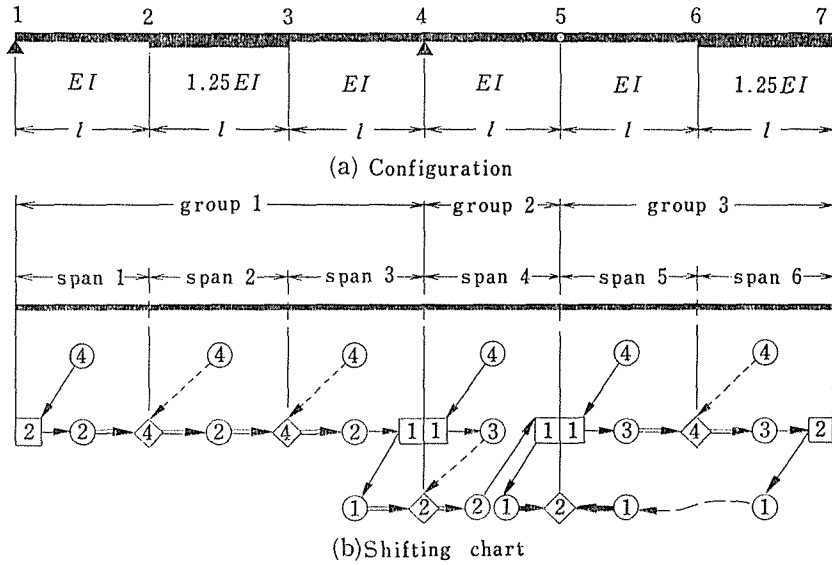 1 2 3 4 5 6 7
EI 1.25EI EI EI EI 1.25EI
l l l l l l
(a) Configuration
group 1 group 2 group 3
span 1 span 2 span 3 span 4 span 5 span 6
4 4 4 4 4 4
2 2 4 2 4 2 1 1 3 1 1 3 4 3 2
1 2 2 1 2 1 1
(b)Shifting chart